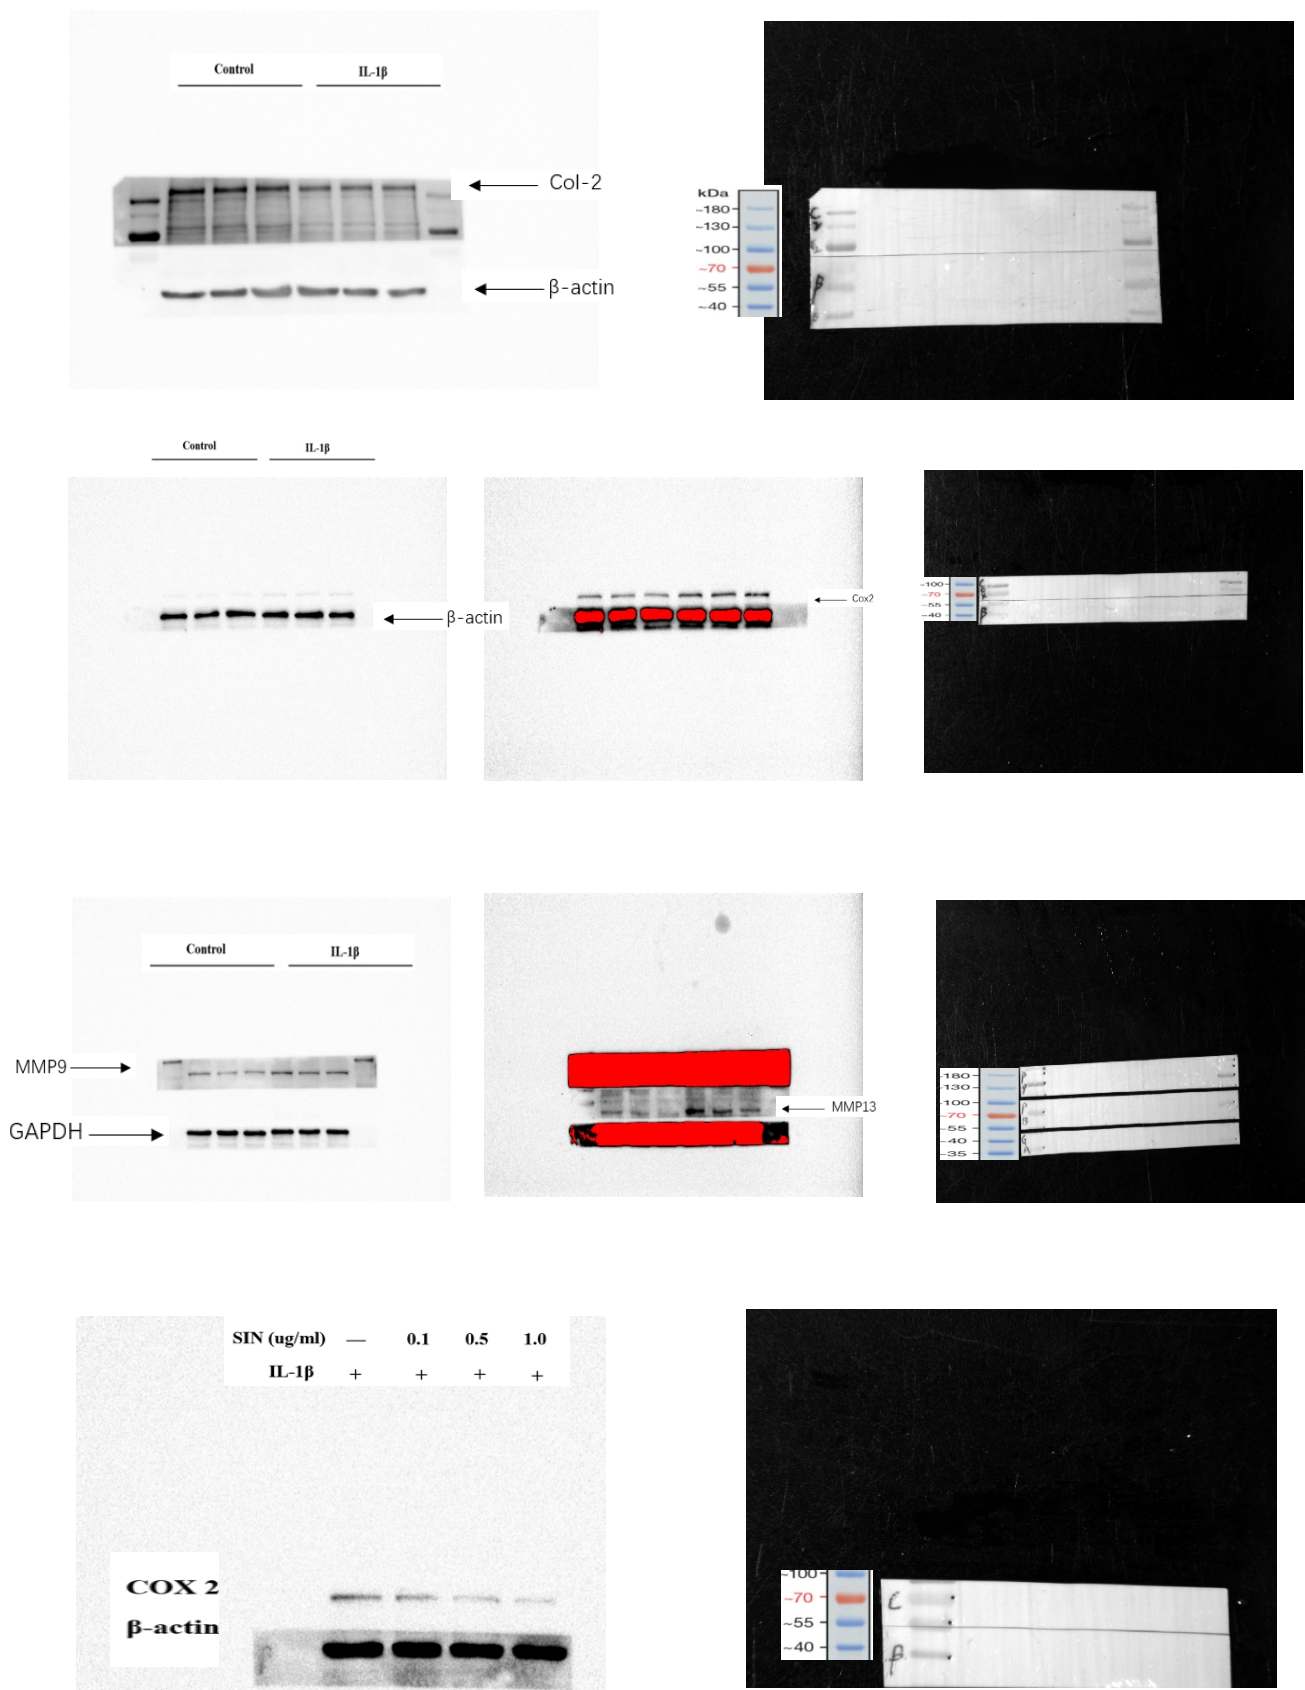 Control IL-1β
Col-2
β-actin
kDa
~180
~130
~100
~70
~55
~40
C
β
Control IL-1β
β-actin
Cox2
~100
~70
~55
~40
C
β
Control IL-1β
MMP9
GAPDH
MMP13
~180
~130
~100
~70
~55
~40
~35
P
P
B
G
A
SIN (ug/ml) — 0.1 0.5 1.0
IL-1β + + + +
COX 2
β-actin
~100
~70
~55
~40
C
β